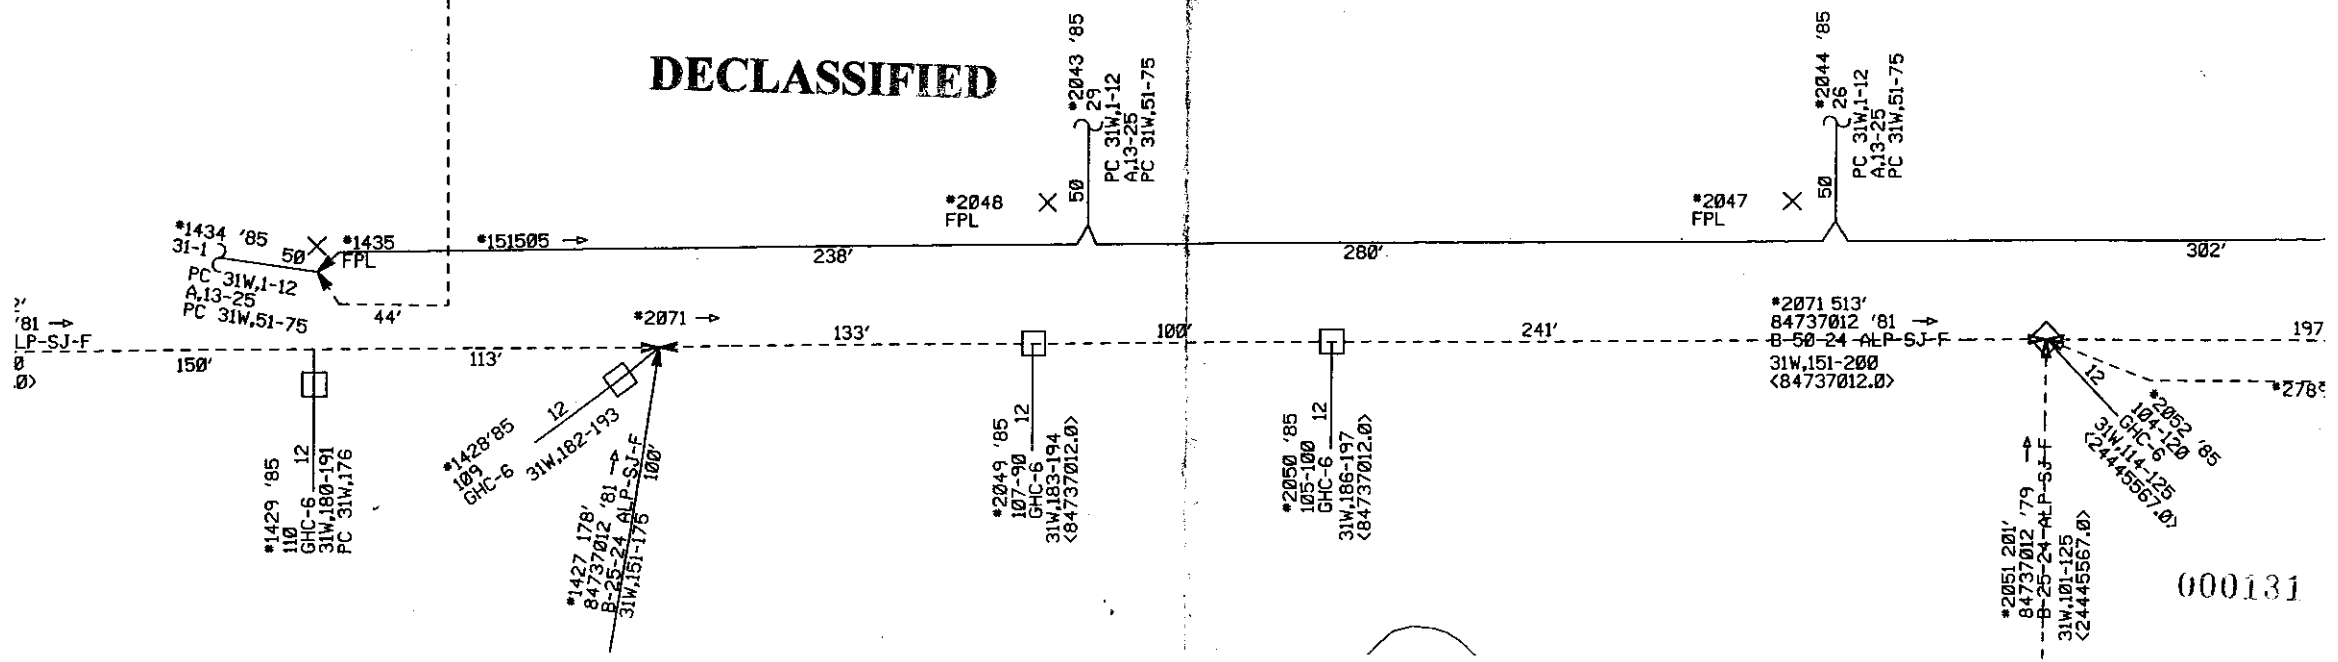 DECLASSIFIED
*2043 '85
29
PC 31W,1-12
A,13-25
PC 31W,51-75
50
*2044 '85
26
PC 31W,1-12
A,13-25
PC 31W,51-75
50
*2048
FPL
*2047
FPL
*1434 '85
31-1
50
PC 31W,1-12
A,13-25
PC 31W,51-75
*1435
FPL
*151505 →
238'
280'
302'
44'
'81 →
LP-SJ-F
150'
113'
*2071 →
133'
100'
241'
*2071 513'
84737012 '81 →
B-50-24 ALP-SJ-F
31W,151-200
<84737012.0>
197
*1429 '85
110
GHC-6 12
31W,180-191
PC 31W,176
*1428'85
109
GHC-6
12
31W,182-193
*1427 178'
84737012 '81 →
B-25-24 ALP-SJ-F
31W,151-175 100'
*2049 '85
107-90
GHC-6 12
31W,183-194
<84737012.0>
*2050 '85
105-100
GHC-6 12
31W,186-197
<84737012.0>
12
*2052 '85
104-120
GHC-6
31W,114-125
<24445567.0>
*2051 201'
84737012 '79 →
B-25-24-ALP-SJ-F
31W,101-125
<24445567.0>
000131